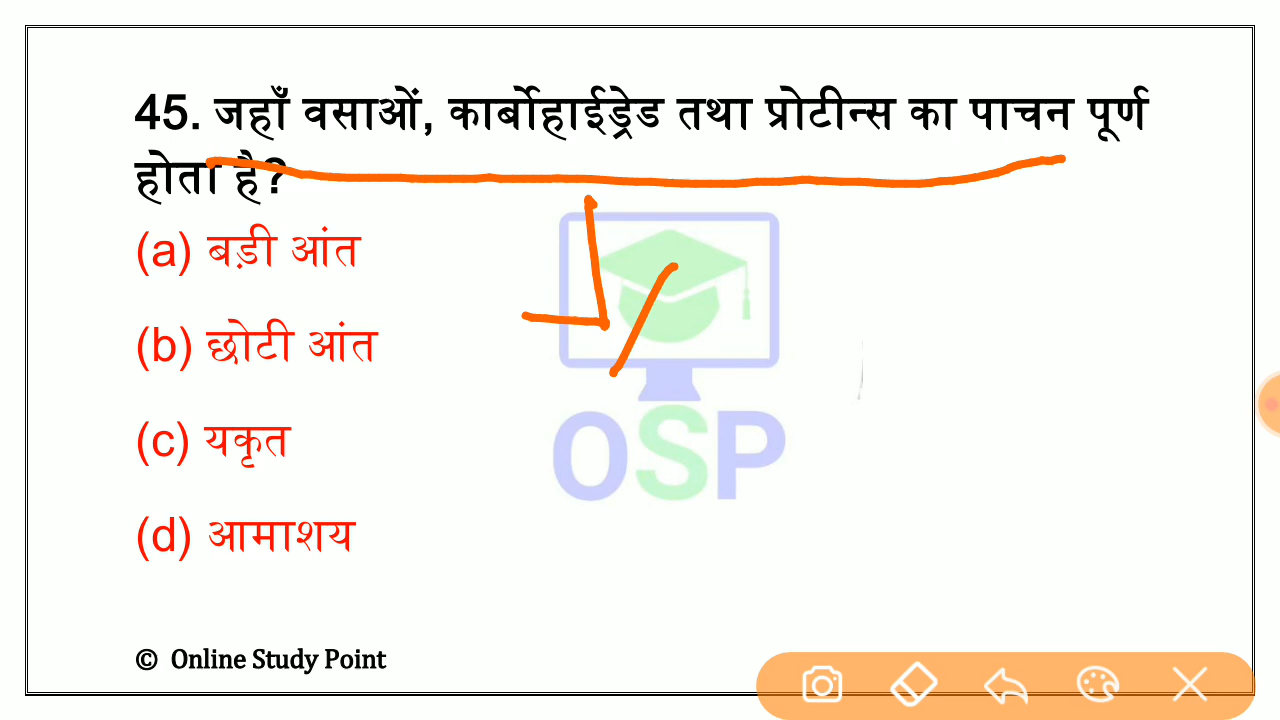 45. जहाँ वसाओं, कार्बोहाईड्रेड तथा प्रोटीन्स का पाचन पूर्ण
होता है?
(a) बड़ी आंत
(b) छोटी आंत
(c) यकृत
(d) आमाशय
OSP
© Online Study Point